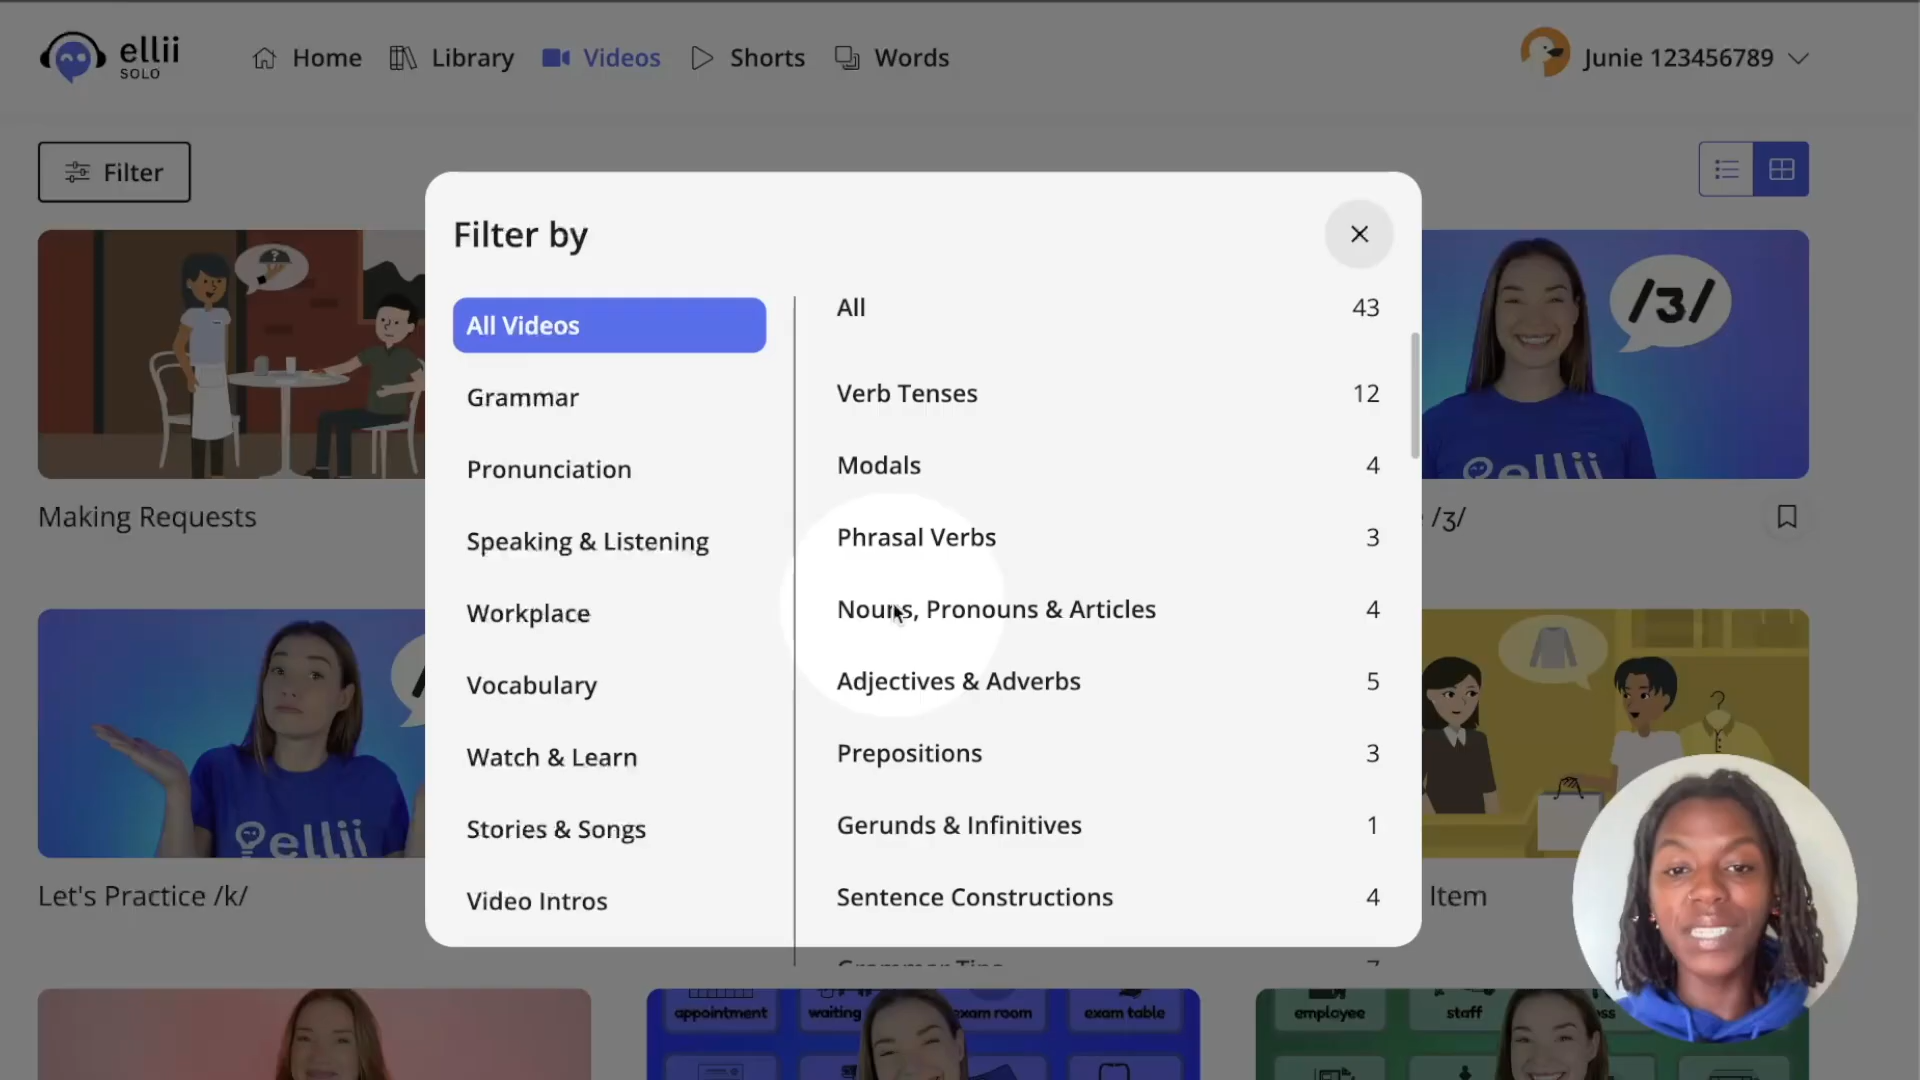 ellii
SOLO
Home
Library
Videos
Shorts
Words
Junie 123456789
Filter
Filter by
All Videos
Grammar
Pronunciation
Speaking & Listening
Workplace
Vocabulary
Watch & Learn
Stories & Songs
Video Intros
All 43
Verb Tenses 12
Modals 4
Phrasal Verbs 3
Nouns, Pronouns & Articles 4
Adjectives & Adverbs 5
Prepositions 3
Gerunds & Infinitives 1
Sentence Constructions 4
?
/ʒ/
ellii
Making Requests
/ʒ/
ellii
Let's Practice /k/
Item
appointment
waiting
exam room
exam table
employee
staff